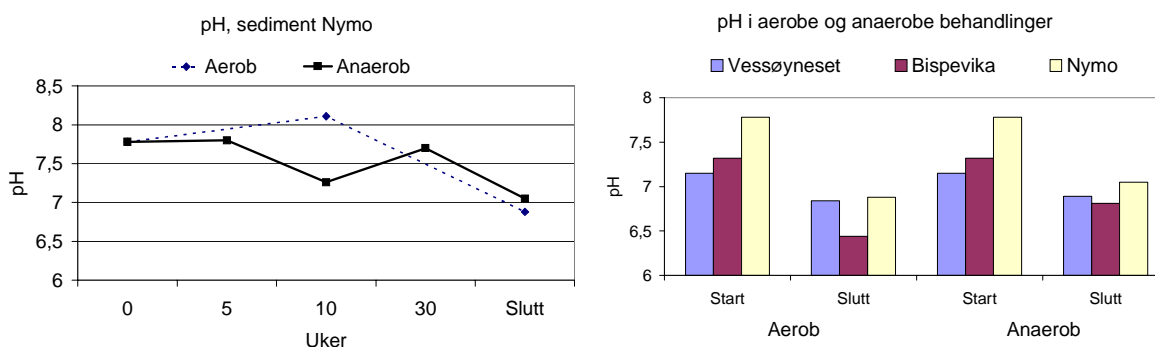 pH, sediment Nymo
Aerob Anaerob
8,5
8
7,5
7
6,5
6
pH
0 5 10 30 Slutt
Uker
pH i aerobe og anaerobe behandlinger
Vessøyneset Bispevika Nymo
8
7,5
7
6,5
6
pH
Start Slutt Start Slutt
Aerob Anaerob